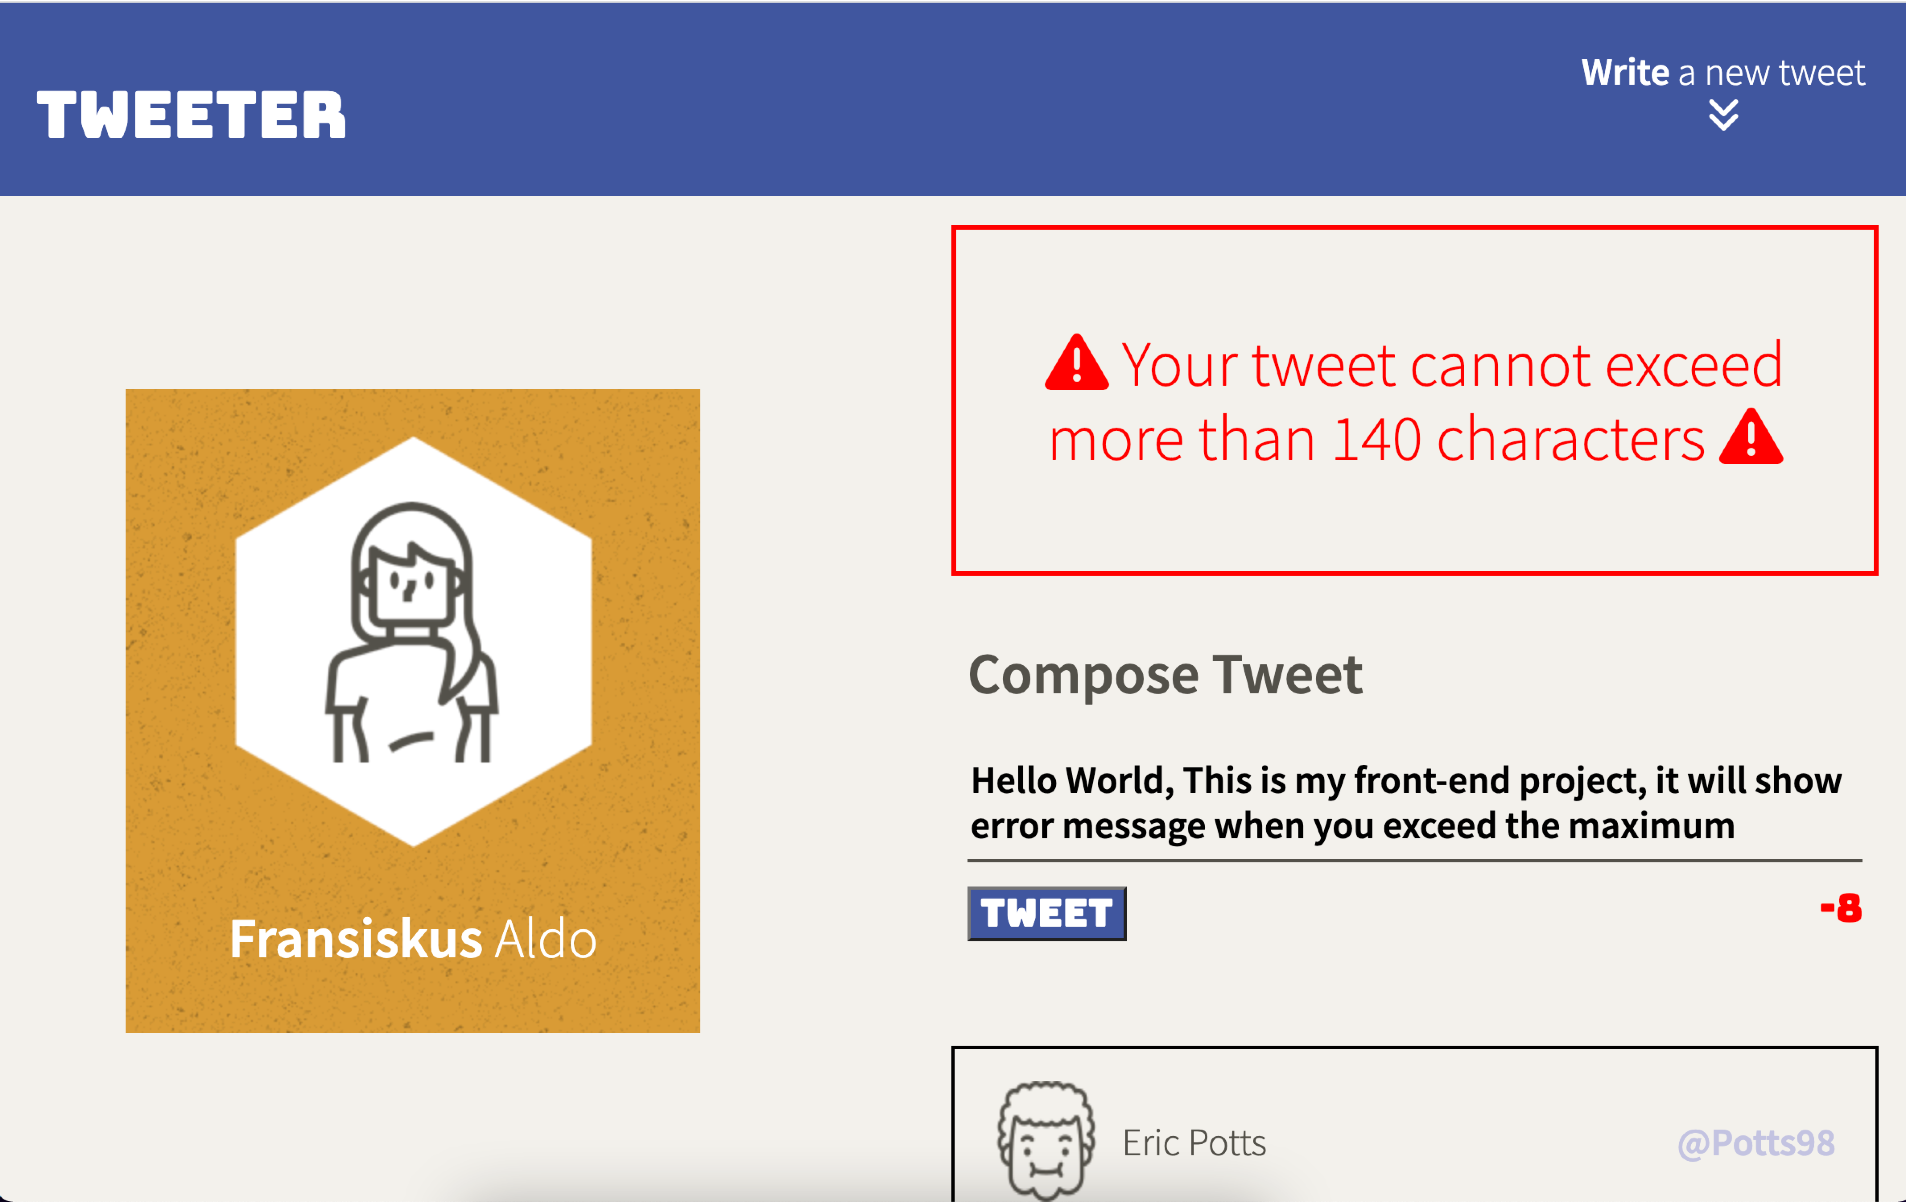 TWEETER
Write a new tweet
Your tweet cannot exceed
more than 140 characters
Fransiskus Aldo
Compose Tweet
Hello World, This is my front-end project, it will show
error message when you exceed the maximum
TWEET
-8
Eric Potts
@Potts98